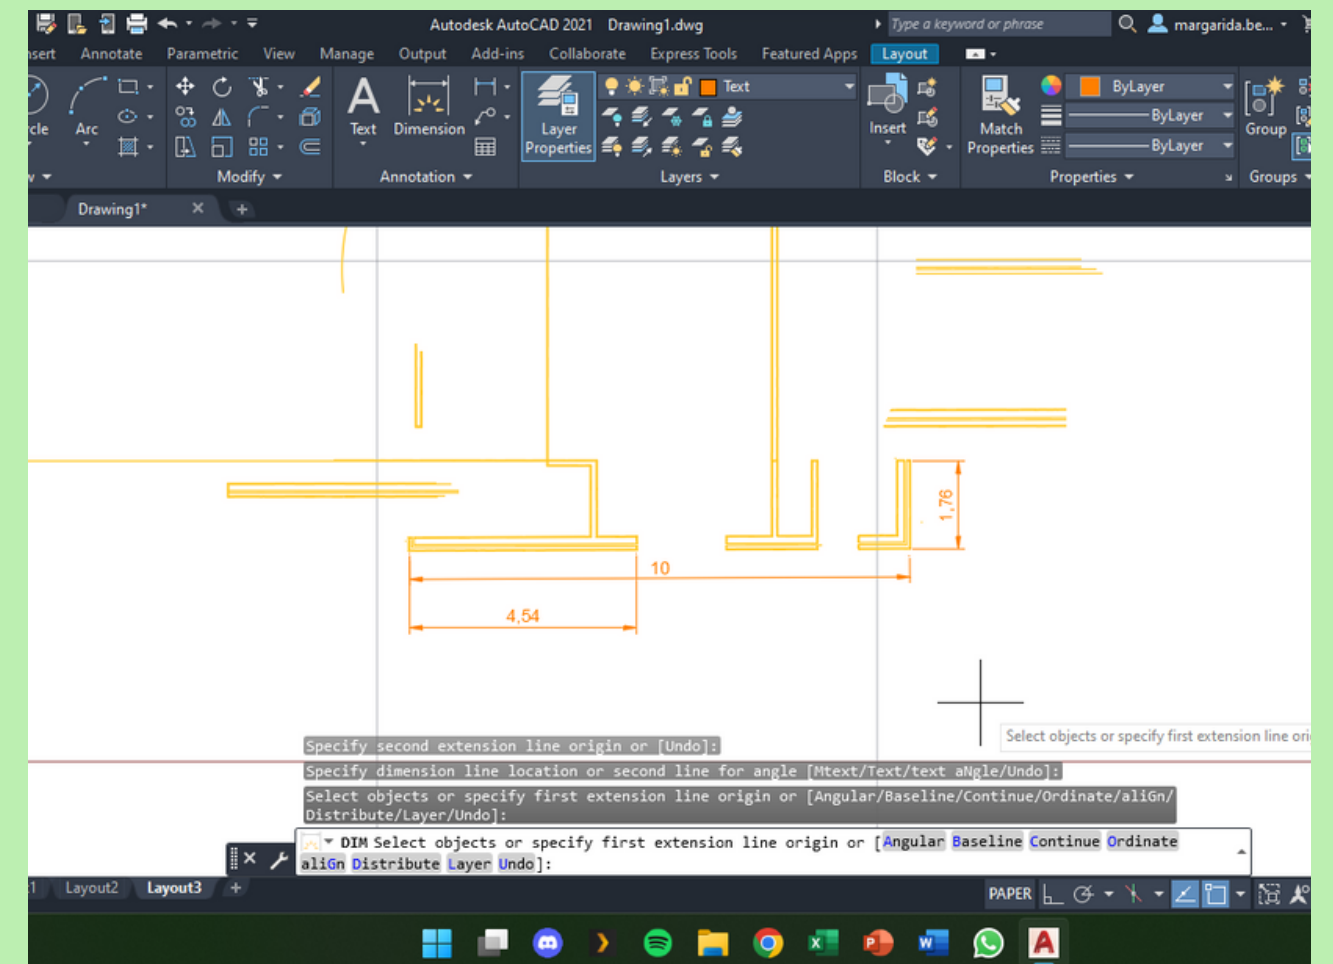 Autodesk AutoCAD 2021 Drawing1.dwg Type a keyword or phrase margarida.be...
nsert Annotate Parametric View Manage Output Add-ins Collaborate Express Tools Featured Apps Layout
Text ByLayer
cle Arc Text Dimension Layer Properties Insert Match Properties ByLayer Group
ByLayer
w Modify Annotation Layers Block Properties Groups
Drawing1*
1,76
10
4,54
Select objects or specify first extension line ori
Specify second extension line origin or [Undo]:
Specify dimension line location or second line for angle [Mtext/Text/text aNgle/Undo]:
Select objects or specify first extension line origin or [Angular/Baseline/Continue/Ordinate/aliGn/
Distribute/Layer/Undo]:
DIM Select objects or specify first extension line origin or [Angular Baseline Continue Ordinate
aliGn Distribute Layer Undo]:
1 Layout2 Layout3 + PAPER